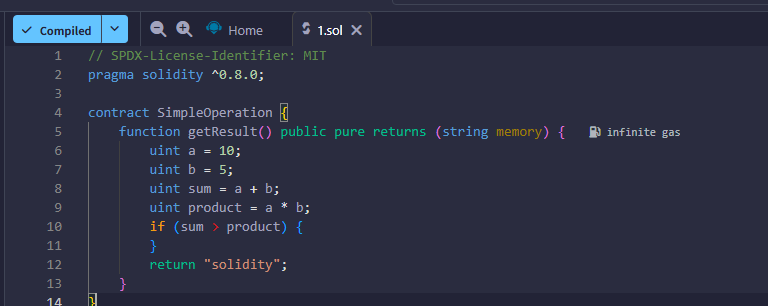 Compiled
Home
1.sol
1 // SPDX-License-Identifier: MIT
2 pragma solidity ^0.8.0;
3
4 contract SimpleOperation {
5     function getResult() public pure returns (string memory) { infinite gas
6         uint a = 10;
7         uint b = 5;
8         uint sum = a + b;
9         uint product = a * b;
10         if (sum > product) {
11         }
12         return "solidity";
13     }
14 }